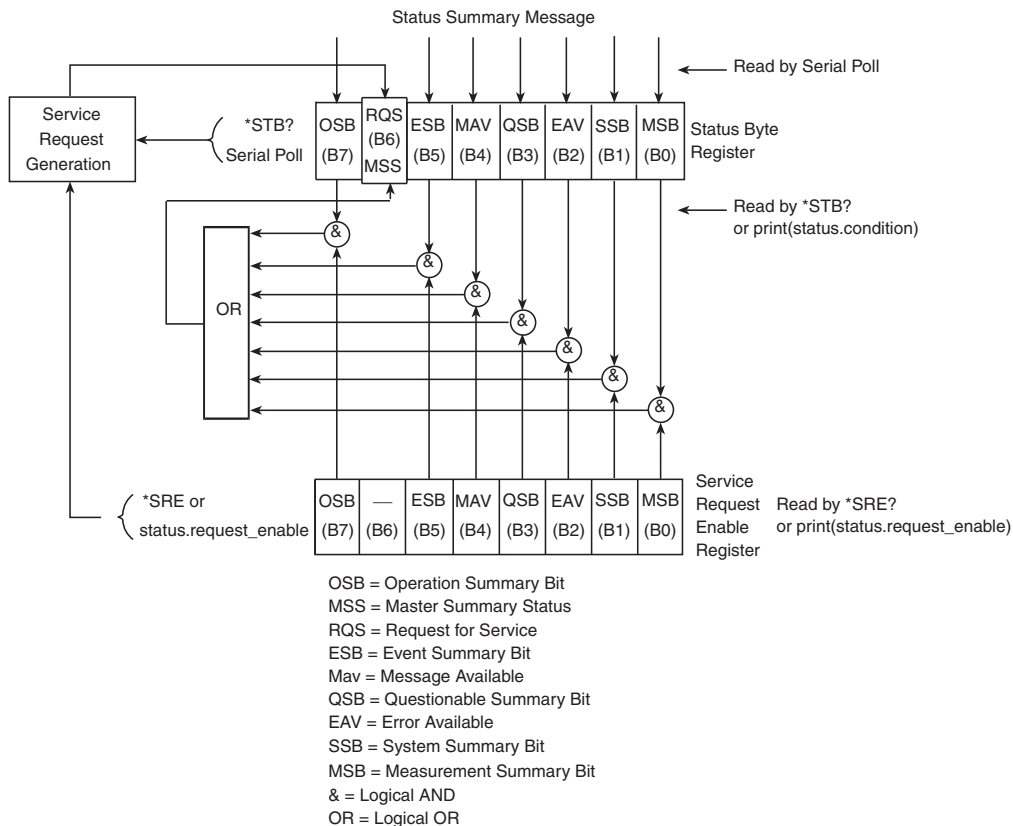 Status Summary Message
Read by Serial Poll
Service
Request
Generation
*STB?
Serial Poll
OSB
(B7)
RQS
(B6)
MSS
ESB
(B5)
MAV
(B4)
QSB
(B3)
EAV
(B2)
SSB
(B1)
MSB
(B0)
Status Byte
Register
Read by *STB?
or print(status.condition)
&
&
&
&
&
&
&
OR
*SRE or
status.request_enable
OSB
(B7)
—
(B6)
ESB
(B5)
MAV
(B4)
QSB
(B3)
EAV
(B2)
SSB
(B1)
MSB
(B0)
Service
Request
Enable
Register
Read by *SRE?
or print(status.request_enable)
OSB = Operation Summary Bit
MSS = Master Summary Status
RQS = Request for Service
ESB = Event Summary Bit
Mav = Message Available
QSB = Questionable Summary Bit
EAV = Error Available
SSB = System Summary Bit
MSB = Measurement Summary Bit
& = Logical AND
OR = Logical OR